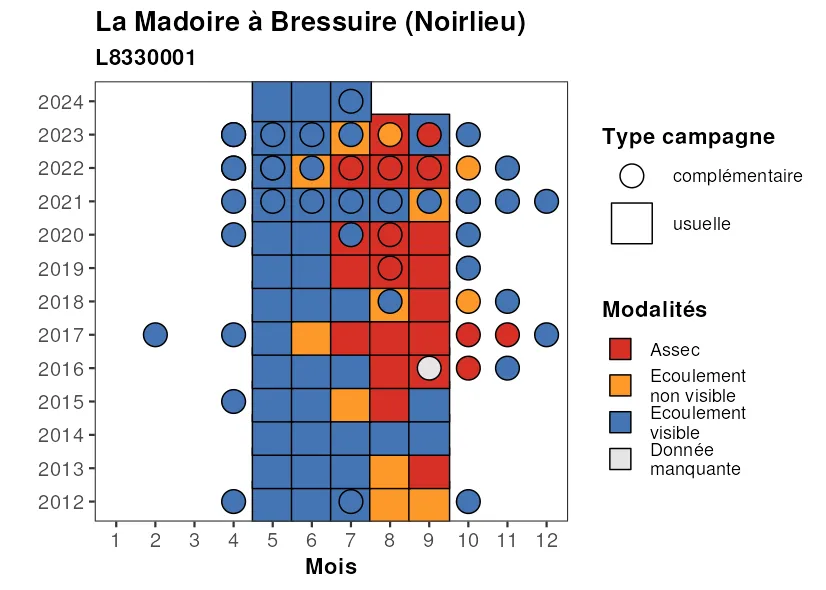 La Madoire à Bressuire (Noirlieu)
L8330001
2024
2023
2022
2021
2020
2019
2018
2017
2016
2015
2014
2013
2012
1 2 3 4 5 6 7 8 9 10 11 12
Mois
Type campagne
complémentaire
usuelle
Modalités
Assec
Ecoulement
non visible
Ecoulement
visible
Donnée
manquante